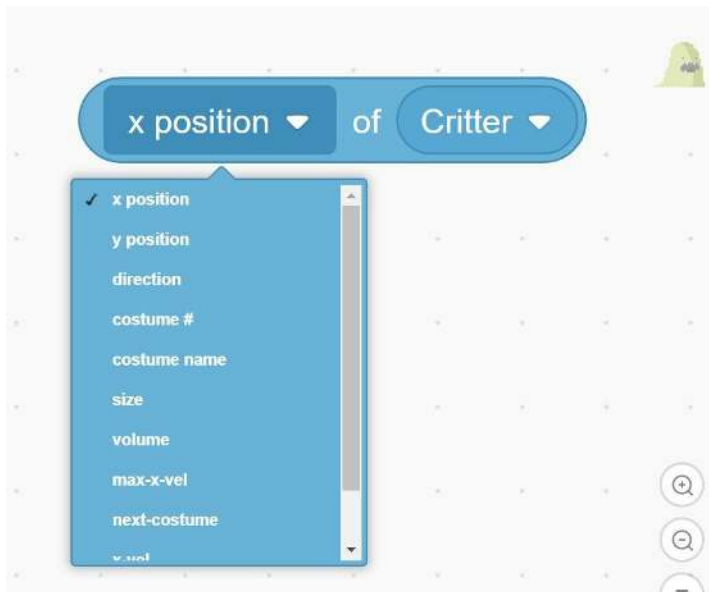 x position of Critter
x position
y position
direction
costume #
costume name
size
volume
max-x-vel
next-costume